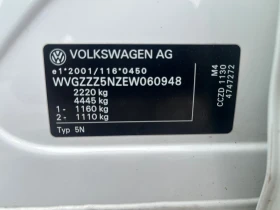 VOLKSWAGEN AG
e1*2001/116*0450
WVGZZZ5NZEW060948
2220 kg
4445 kg
1- 1160 kg
2- 1110 kg
Typ 5N
M4
CCZD 1130
4747272